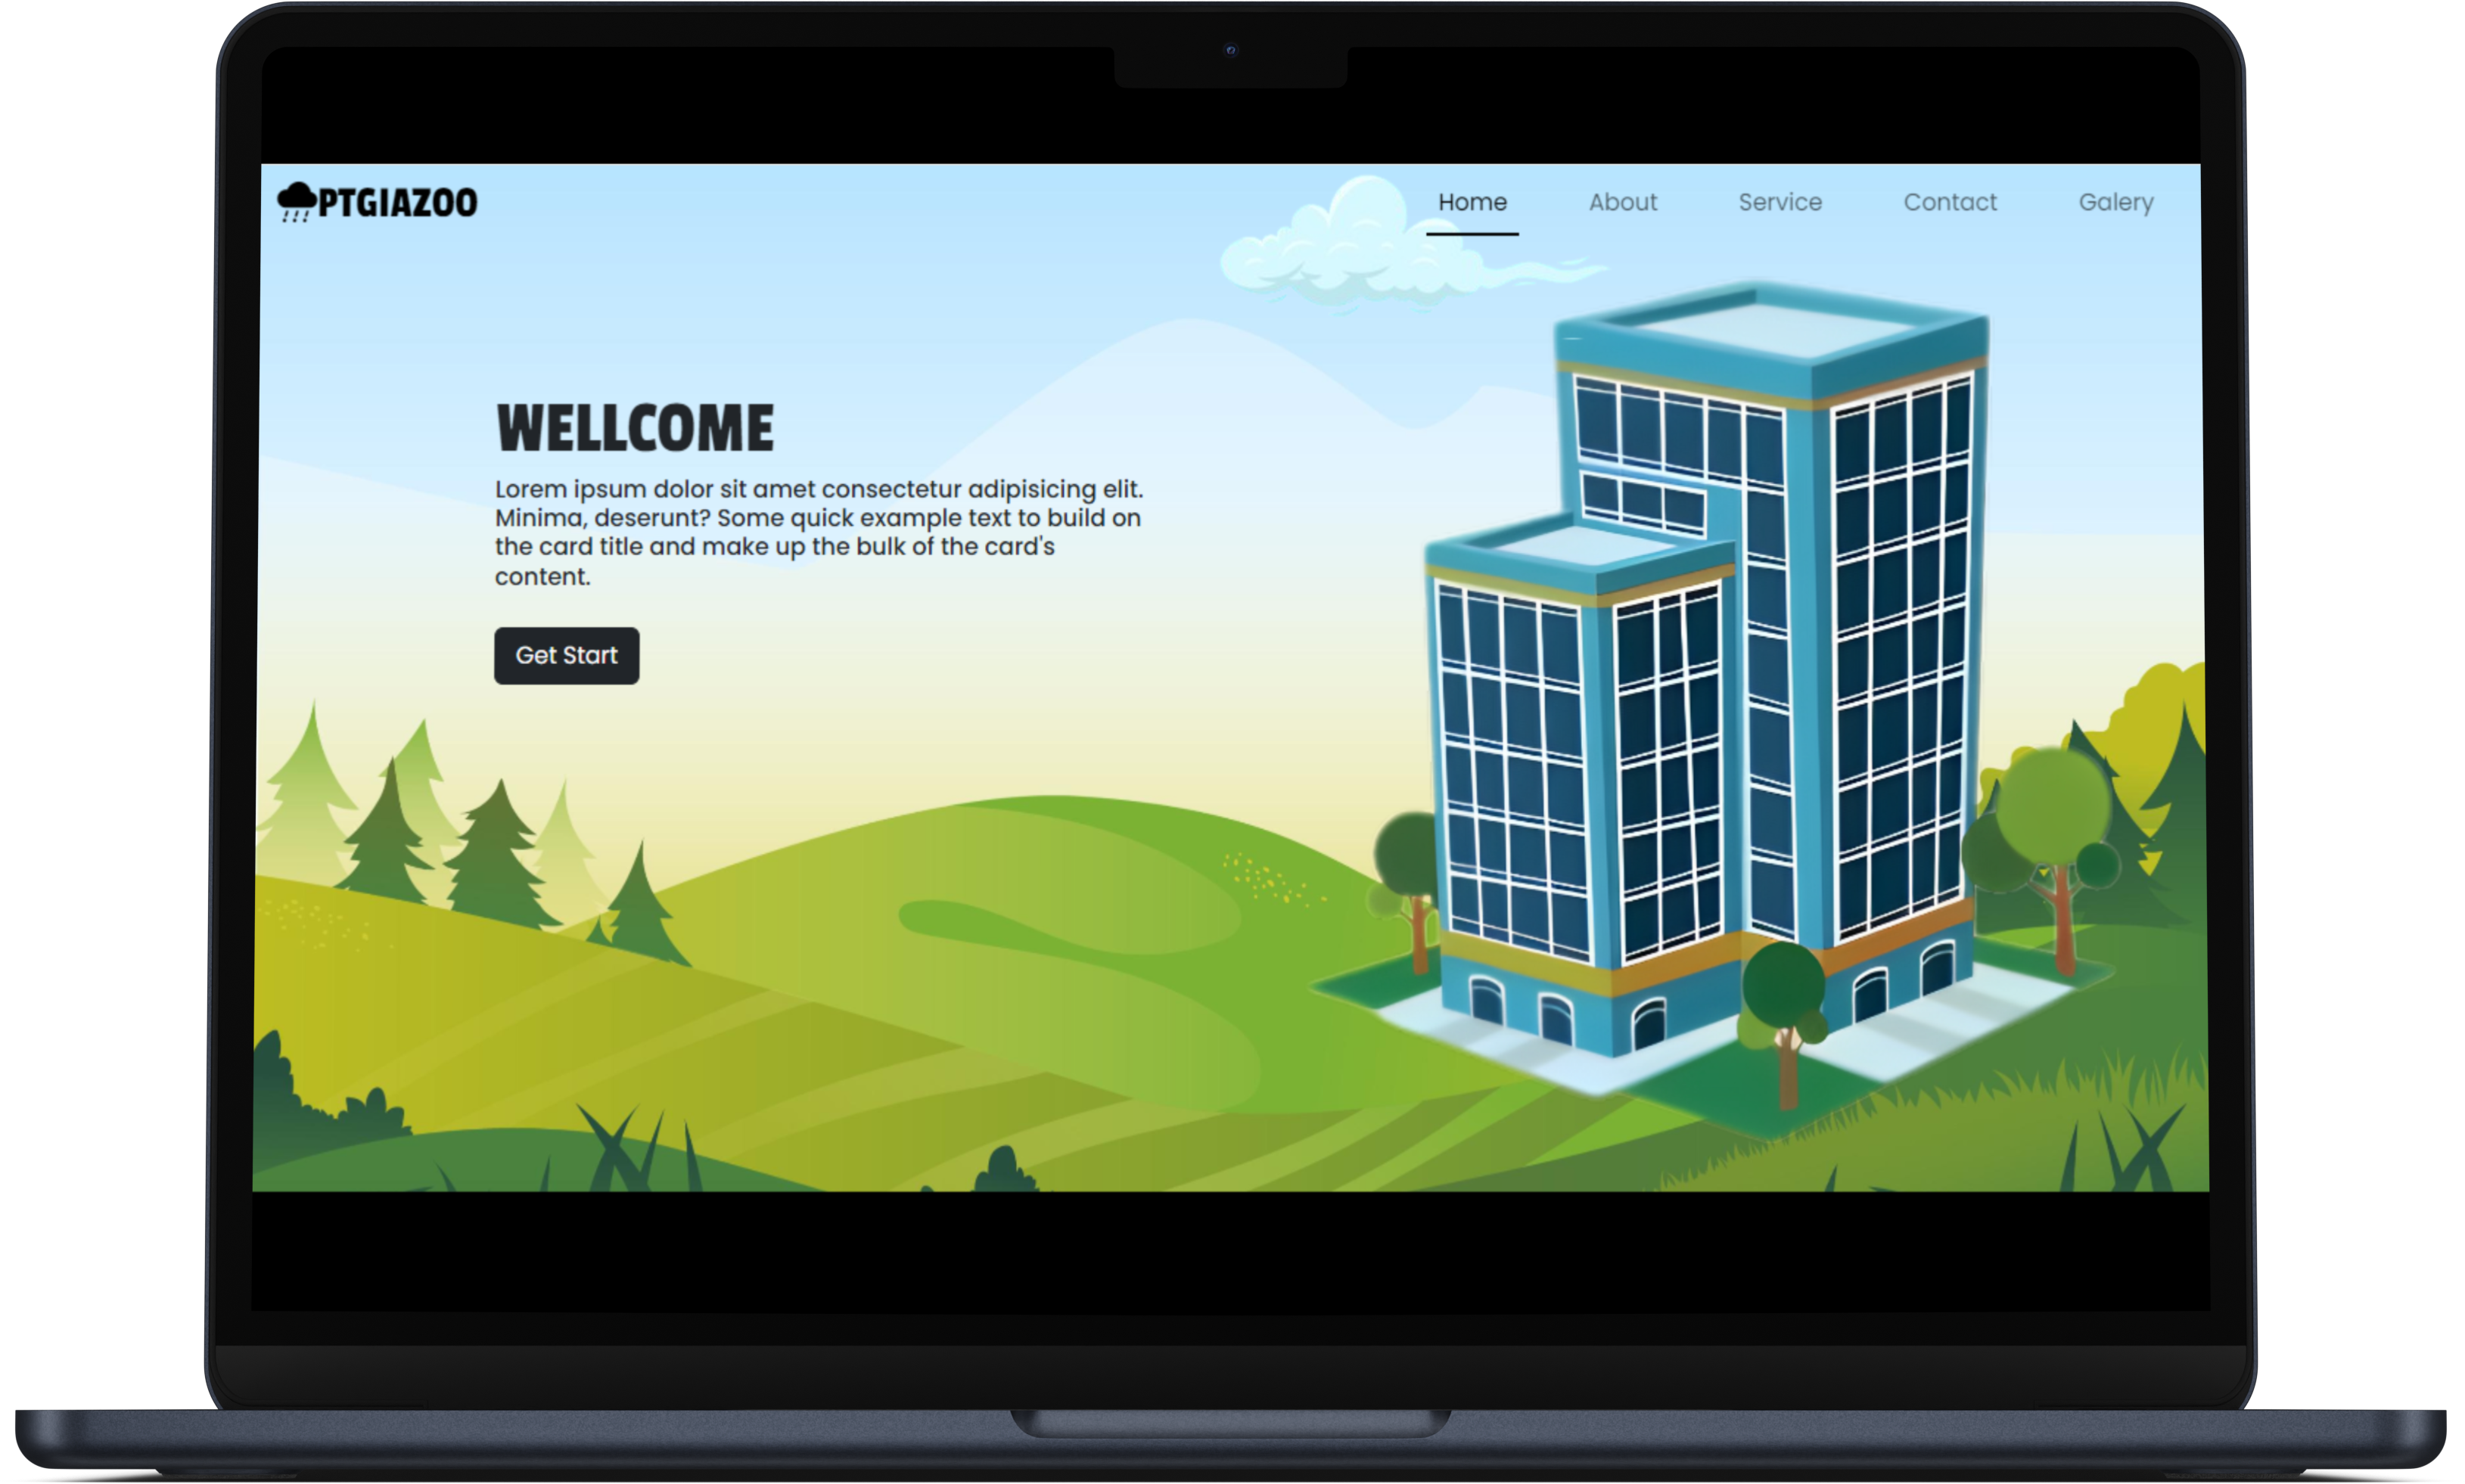 PTGIAZOO
Home
About
Service
Contact
Galery
WELLCOME
Lorem ipsum dolor sit amet consectetur adipisicing elit.
Minima, deserunt? Some quick example text to build on
the card title and make up the bulk of the card's
content.
Get Start